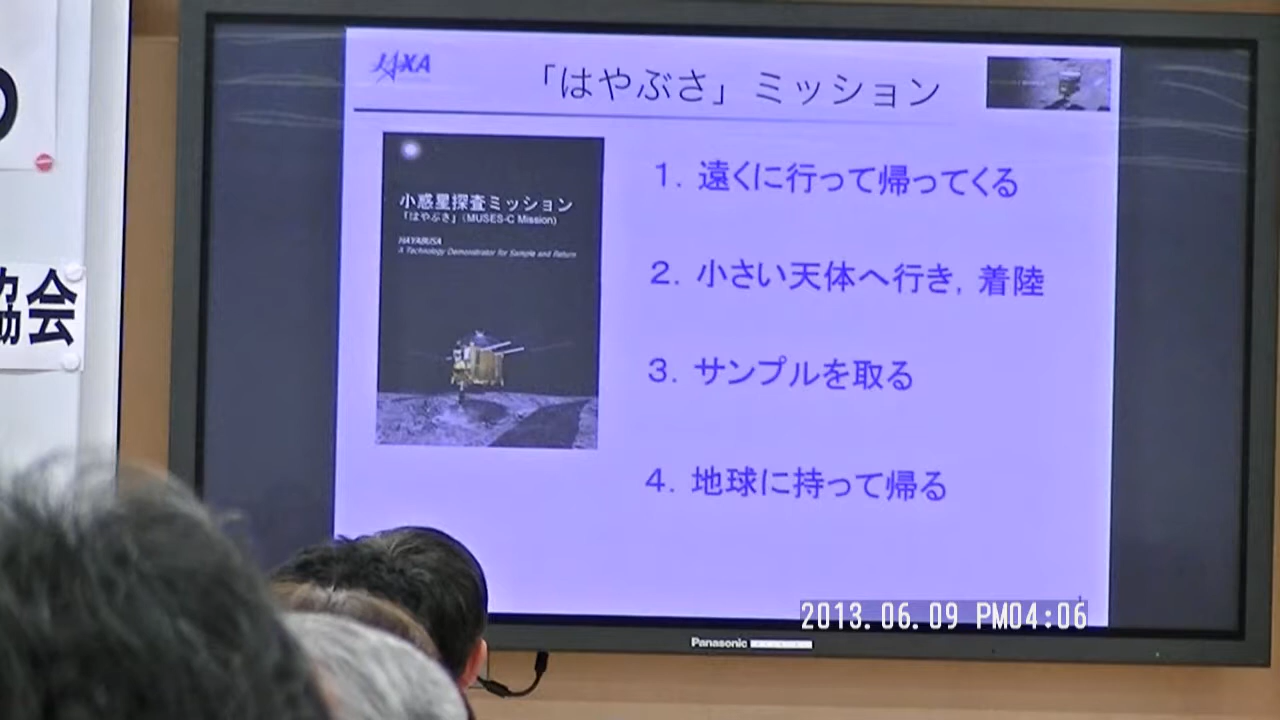 の
協会
JAXA
「はやぶさ」ミッション
小惑星探査ミッション
「はやぶさ」（MUSES-C Mission）
HAYABUSA
A Technology Demonstrator for Sample and Return
1. 遠くに行って帰ってくる
2. 小さい天体へ行き，着陸
3. サンプルを取る
4. 地球に持って帰る
1
2013.06.09 PM04:06
Panasonic